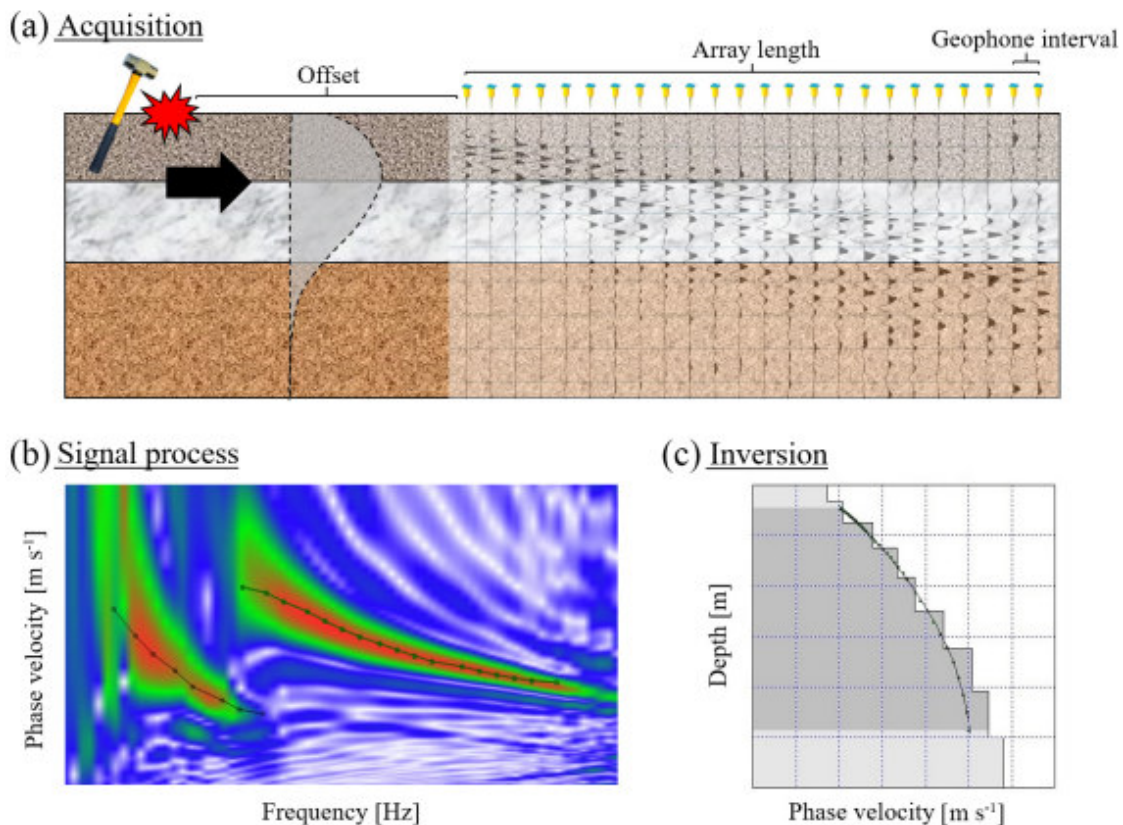 (a) Acquisition
Offset
Array length
Geophone interval
(b) Signal process
Phase velocity [m s⁻¹]
Frequency [Hz]
(c) Inversion
Depth [m]
Phase velocity [m s⁻¹]